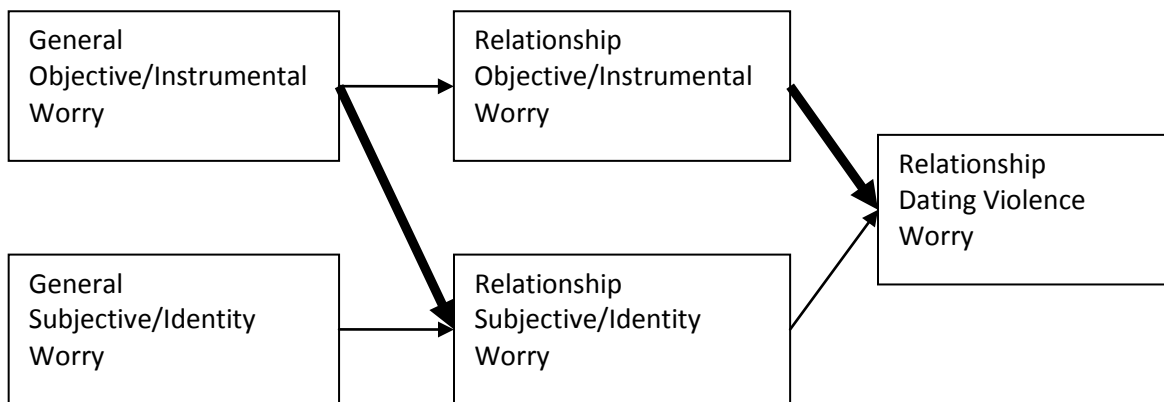 General
Objective/Instrumental
Worry
Relationship
Objective/Instrumental
Worry
Relationship
Dating Violence
Worry
General
Subjective/Identity
Worry
Relationship
Subjective/Identity
Worry